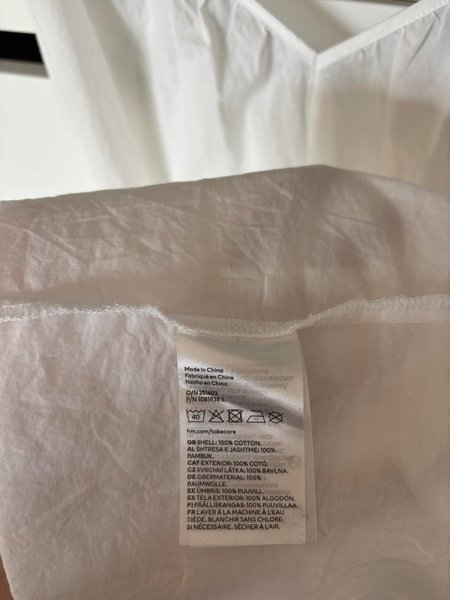 Made in China
Fabriqué en Chine
Hecho en China
O/N 251602
P/N 1081938 S
40
hm.com/takecare
GB SHELL: 100% COTTON.
AL SHTRESA E JASHTME: 100%
PAMBUK.
CAT EXTERIOR: 100% COTÓ.
CZ SVRCHNÍ LÁTKA: 100% BAVLNA.
DE OBERMATERIAL: 100%
BAUMWOLLE.
EE ÜMBRIS: 100% PUUVILL.
ES TELA EXTERIOR: 100% ALGODÓN.
FI PÄÄLLISKANGAS: 100% PUUVILLAA.
FR LAVER À LA MACHINE À L'EAU
TIÈDE. BLANCHIR SANS CHLORE,
SI NÉCESSAIRE. SÉCHER À L'AIR.